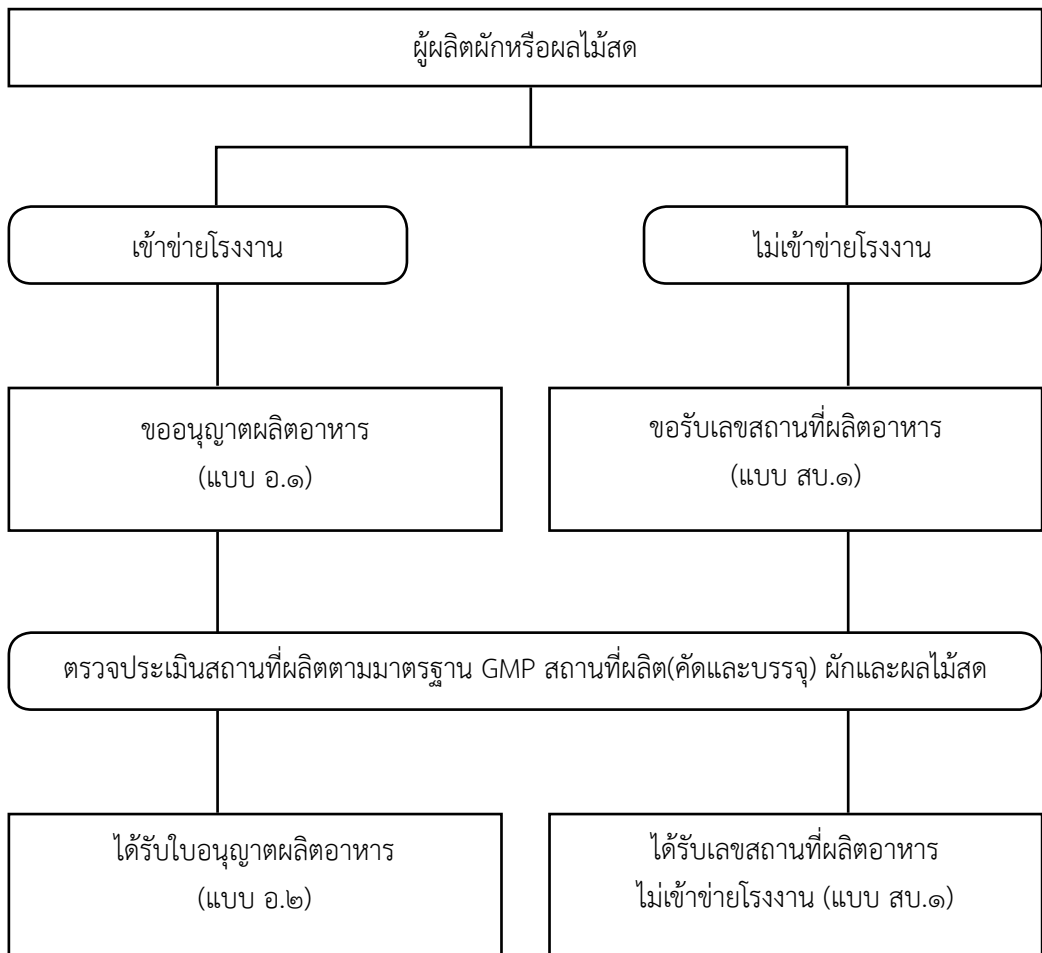 ผู้ผลิตผักหรือผลไม้สด
เข้าข่ายโรงงาน
ไม่เข้าข่ายโรงงาน
ขออนุญาตผลิตอาหาร
(แบบ อ.๑)
ขอรับเลขสถานที่ผลิตอาหาร
(แบบ สบ.๑)
ตรวจประเมินสถานที่ผลิตตามมาตรฐาน GMP สถานที่ผลิต(คัดและบรรจุ) ผักและผลไม้สด
ได้รับใบอนุญาตผลิตอาหาร
(แบบ อ.๒)
ได้รับเลขสถานที่ผลิตอาหาร
ไม่เข้าข่ายโรงงาน (แบบ สบ.๑)